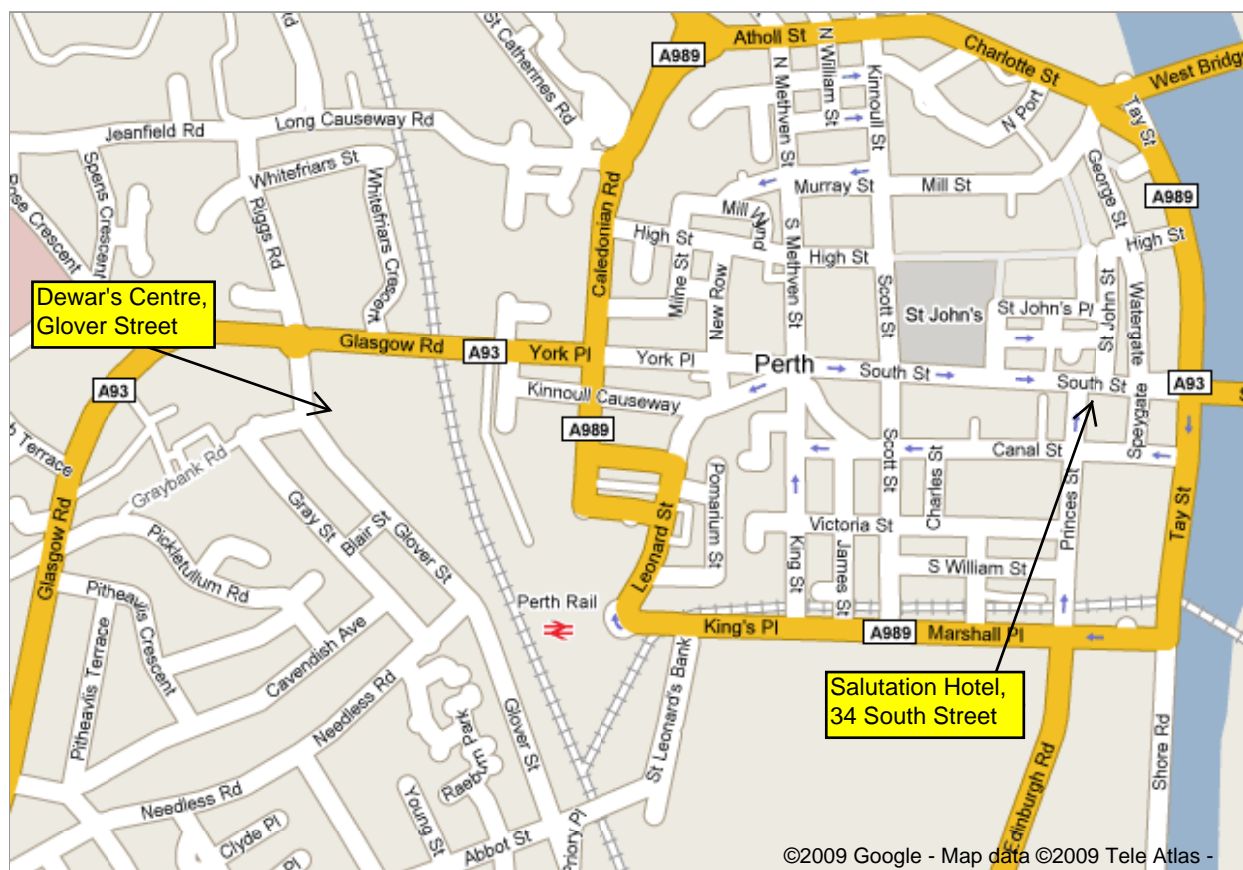 Atholl St
A989
St Catherines Rd
N Methven St
N William St
Kinnoull St
Charlotte St
West Bridge
N Port
Tay St
Jeanfield Rd
Long Causeway Rd
Spens Crescent
Whitefriars St
Whitefriars Crescent
Rose Crescent
Riggs Rd
Caledonian Rd
Murray St
Mill St
George St
A989
Mill Wynd
High St
S Methven St
High St
High St
Milne St
New Row
Scott St
St John's
St John's Pl
St John St
Watergate
Dewar's Centre,
Glover Street
Glasgow Rd
A93
York Pl
York Pl
Perth
South St
South St
A93
A93
Kinnoull Causeway
A989
Speygate
Graybank Rd
Scott St
Charles St
Canal St
Pomarium St
Princes St
Tay St
Gray St
Blair St
Glover St
Leonard St
Victoria St
Glasgow Rd
Pickletullum Rd
King St
James St
S William St
Pitheavlis Crescent
Pitheavlis Terrace
Perth Rail
King's Pl
A989
Marshall Pl
Cavendish Ave
Needless Rd
St Leonard's Bank
Salutation Hotel,
34 South Street
Glover St
Raeburn Park
Edinburgh Rd
Shore Rd
Needless Rd
Young St
Clyde Pl
Pl
Abbot St
Priory Pl
©2009 Google - Map data ©2009 Tele Atlas -